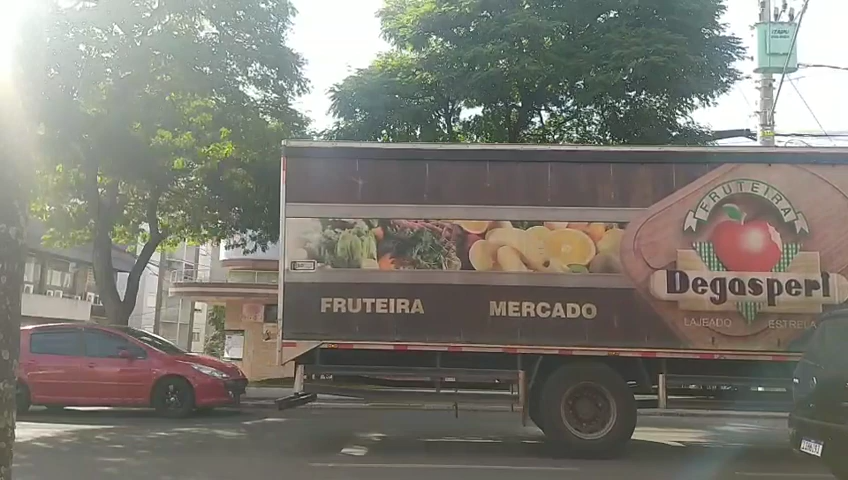 FRUTEIRA
Degasperi
LAJEADO ESTRELA
FRUTEIRA MERCADO